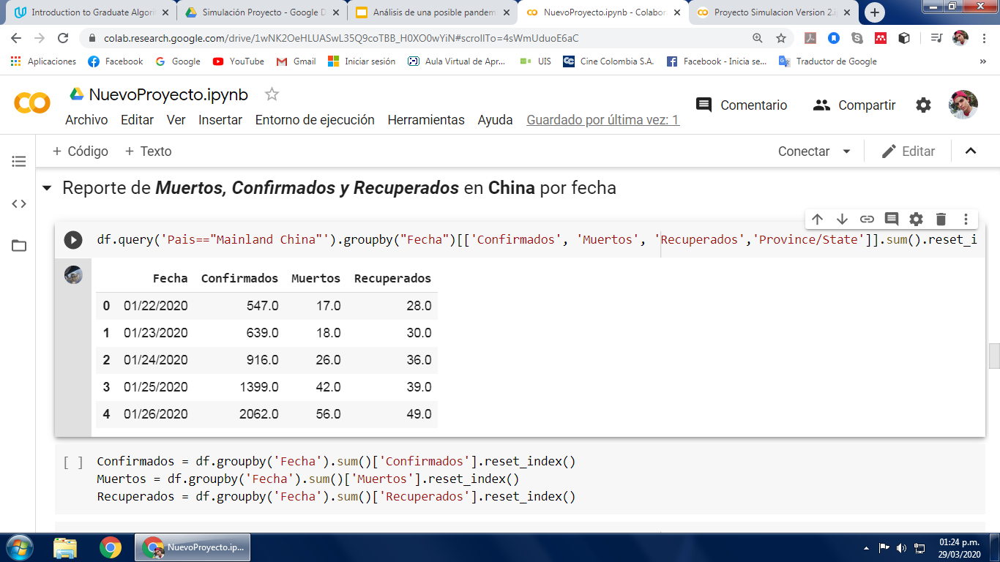 Introduction to Graduate Algorit
Simulación Proyecto - Google D
Análisis de una posible pandem
NuevoProyecto.ipynb - Colabor
Proyecto Simulacion Version 2.i
colab.research.google.com/drive/1wNK2OeHLUASwL35Q9coTBB_H0XO0wYiN#scrollTo=4sWmUduoE6aC
Aplicaciones Facebook Google YouTube Gmail Iniciar sesión Aula Virtual de Apr... UIS Cine Colombia S.A. Facebook - Inicia se... Traductor de Google »
NuevoProyecto.ipynb
Archivo Editar Ver Insertar Entorno de ejecución Herramientas Ayuda Guardado por última vez: 1
Comentario Compartir
+ Código + Texto Conectar Editar
Reporte de Muertos, Confirmados y Recuperados en China por fecha
df.query('Pais=="Mainland China"').groupby("Fecha")[['Confirmados', 'Muertos', 'Recuperados','Province/State']].sum().reset_i
Fecha Confirmados Muertos Recuperados
0 01/22/2020 547.0 17.0 28.0
1 01/23/2020 639.0 18.0 30.0
2 01/24/2020 916.0 26.0 36.0
3 01/25/2020 1399.0 42.0 39.0
4 01/26/2020 2062.0 56.0 49.0
[ ] Confirmados = df.groupby('Fecha').sum()['Confirmados'].reset_index()
Muertos = df.groupby('Fecha').sum()['Muertos'].reset_index()
Recuperados = df.groupby('Fecha').sum()['Recuperados'].reset_index()
NuevoProyecto.ip...
01:24 p.m.
29/03/2020